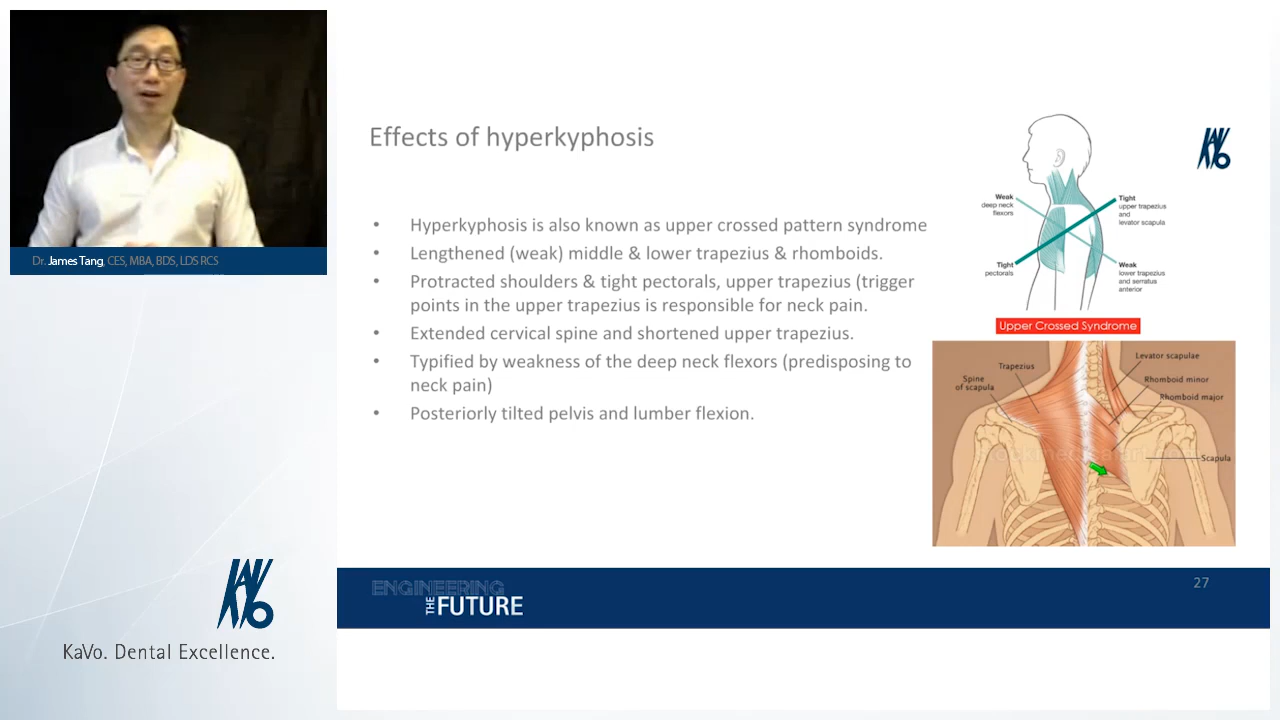 Dr. James Tang, CES, MBA, BDS, LDS RCS
KaVo. Dental Excellence.
Effects of hyperkyphosis
• Hyperkyphosis is also known as upper crossed pattern syndrome
• Lengthened (weak) middle & lower trapezius & rhomboids.
• Protracted shoulders & tight pectorals, upper trapezius (trigger
points in the upper trapezius is responsible for neck pain.
• Extended cervical spine and shortened upper trapezius.
• Typified by weakness of the deep neck flexors (predisposing to
neck pain)
• Posteriorly tilted pelvis and lumber flexion.
KAVO
Weak
deep neck
flexors
Tight
upper trapezius
and
levator scapula
Tight
pectorals
Weak
lower trapezius
and serratus
anterior
Upper Crossed Syndrome
Trapezius
Spine
of scapula
Levator scapulae
Rhomboid minor
Rhomboid major
Scapula
ENGINEERING
THE FUTURE
27
KAVO